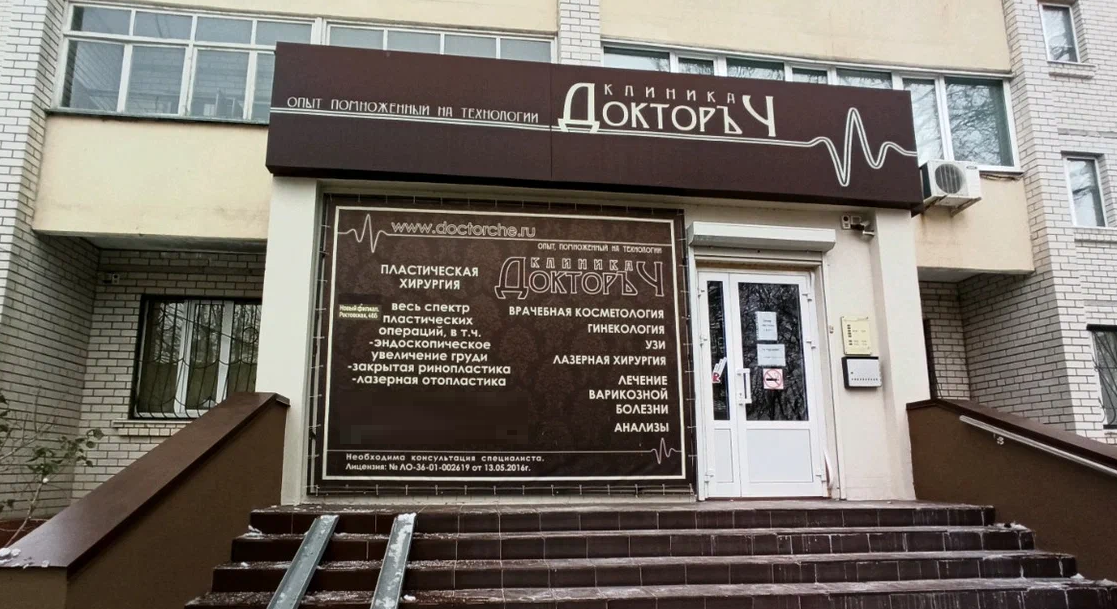 КЛИНИКА
ОПЫТ ПОМНОЖЕННЫЙ НА ТЕХНОЛОГИИ
ДОКТОРЪ Ч
www.doctorche.ru
ОПЫТ, ПОМНОЖЕННЫЙ НА ТЕХНОЛОГИИ
КЛИНИКА
ДОКТОРЪ Ч
ПЛАСТИЧЕСКАЯ
ХИРУРГИЯ
Новый филиал:
весь спектр
пластических
операций, в т.ч.
-эндоскопическое
увеличение груди
-закрытая ринопластика
-лазерная отопластика
ВРАЧЕБНАЯ КОСМЕТОЛОГИЯ
ГИНЕКОЛОГИЯ
УЗИ
ЛАЗЕРНАЯ ХИРУРГИЯ
ЛЕЧЕНИЕ
ВАРИКОЗНОЙ
БОЛЕЗНИ
АНАЛИЗЫ
Необходима консультация специалиста.
Лицензия: № ЛО-36-01-002619 от 13.05.2016г.